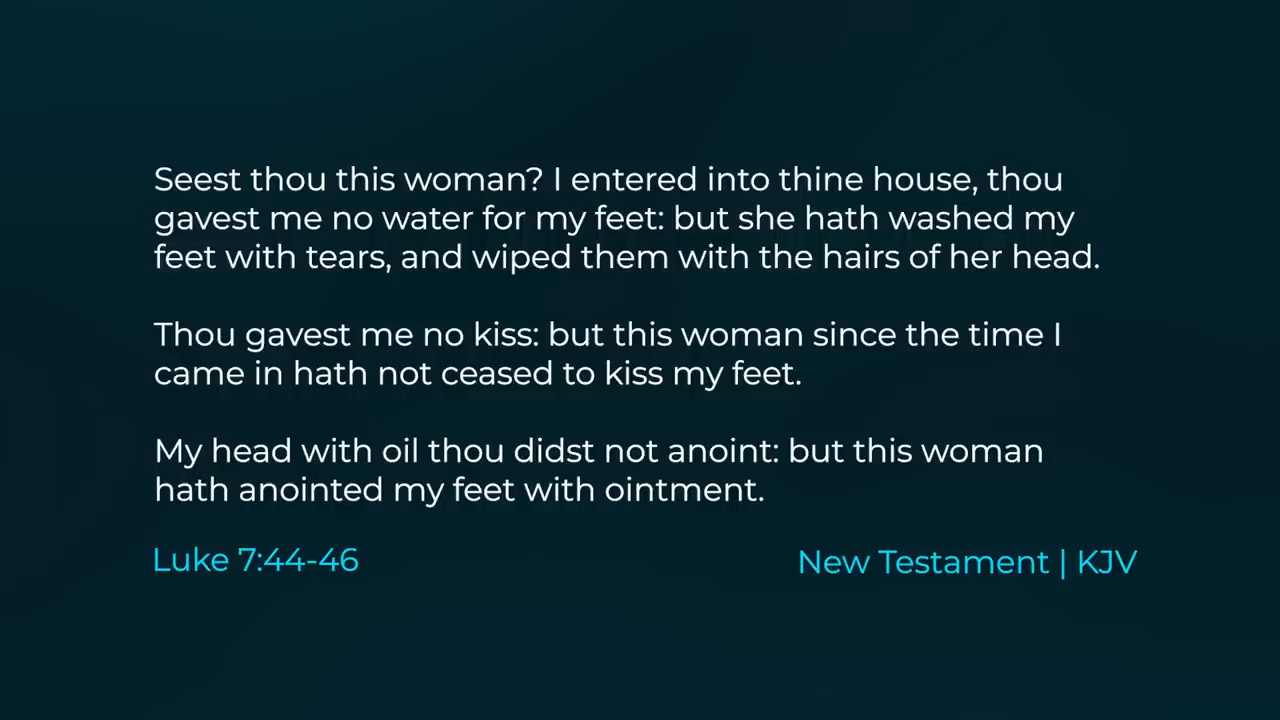 Seest thou this woman? I entered into thine house, thou
gavest me no water for my feet: but she hath washed my
feet with tears, and wiped them with the hairs of her head.
Thou gavest me no kiss: but this woman since the time I
came in hath not ceased to kiss my feet.
My head with oil thou didst not anoint: but this woman
hath anointed my feet with ointment.
Luke 7:44-46
New Testament | KJV